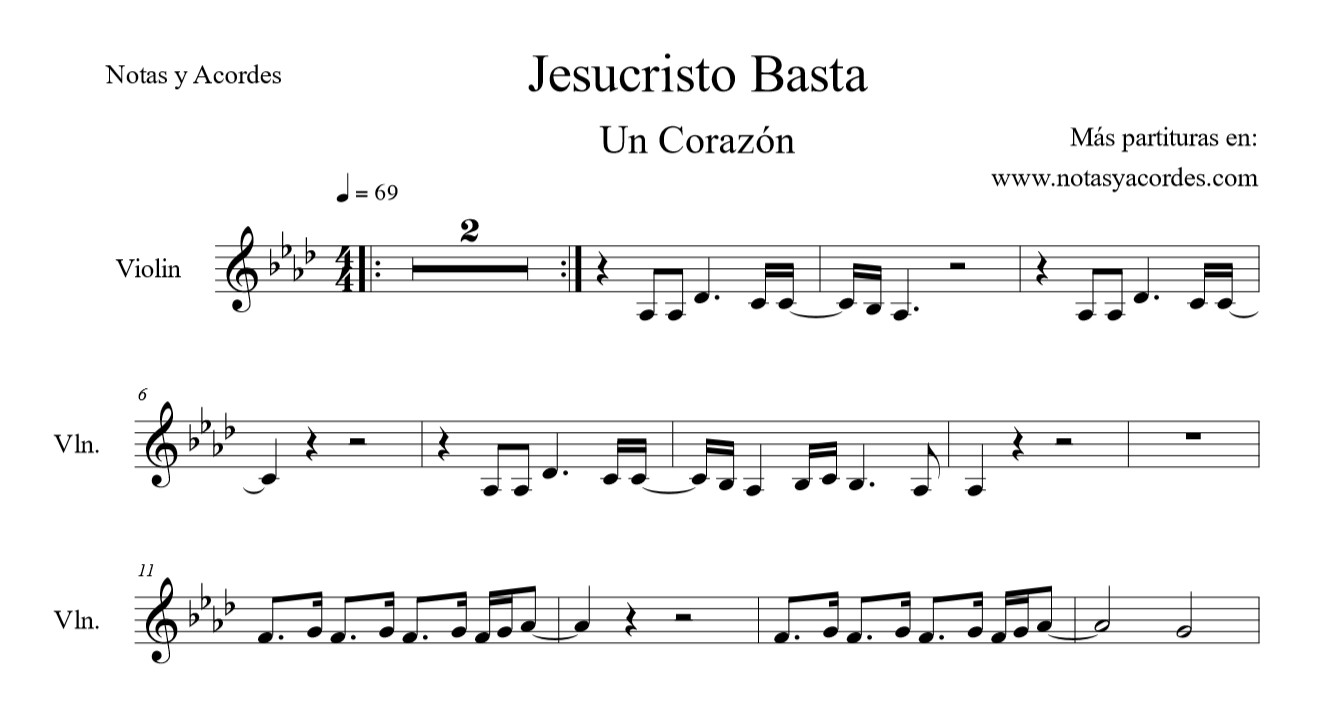 Notas y Acordes
Jesucristo Basta
Un Corazón
Más partituras en:
www.notasyacordes.com
= 69
2
Violin
4
4
6
Vln.
11
Vln.